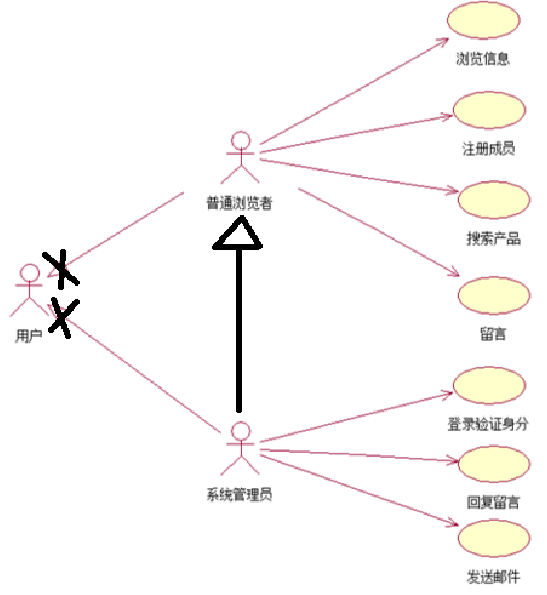 浏览信息
注册成员
普通浏览者
搜索产品
用户
留言
登录验证身分
系统管理员
回复留言
发送邮件